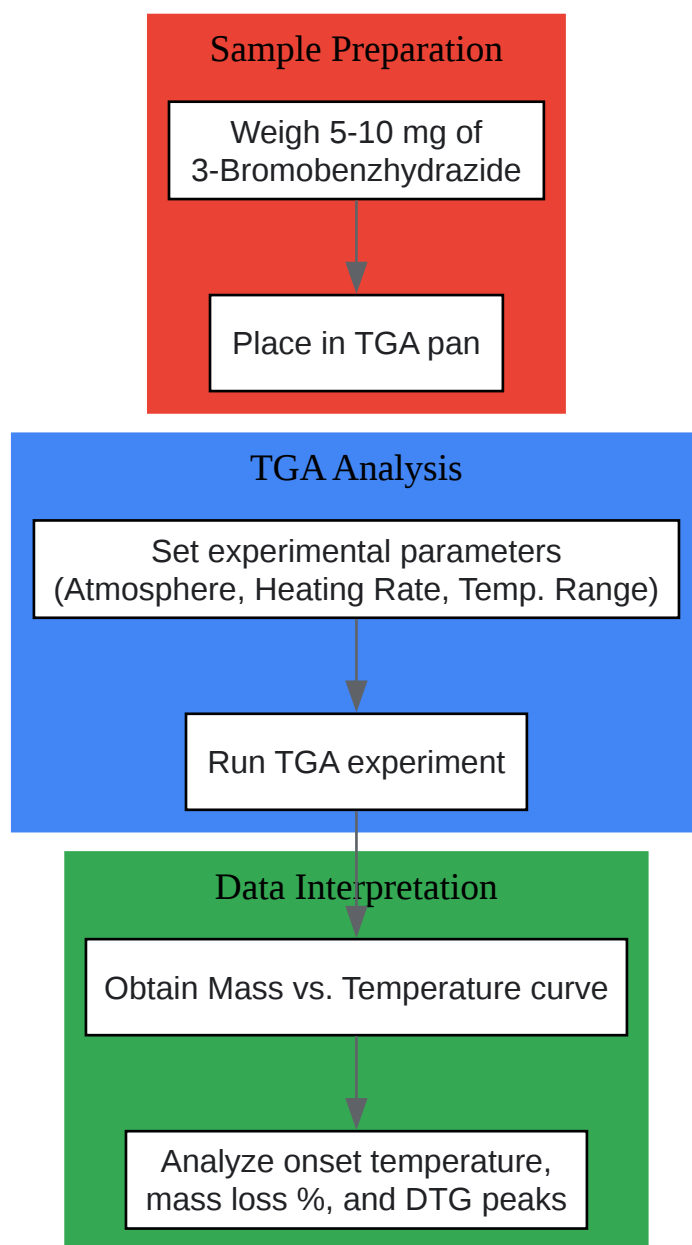 Sample Preparation
Weigh 5-10 mg of
3-Bromobenzhydrazide
Place in TGA pan
TGA Analysis
Set experimental parameters
(Atmosphere, Heating Rate, Temp. Range)
Run TGA experiment
Data Interpretation
Obtain Mass vs. Temperature curve
Analyze onset temperature,
mass loss %, and DTG peaks